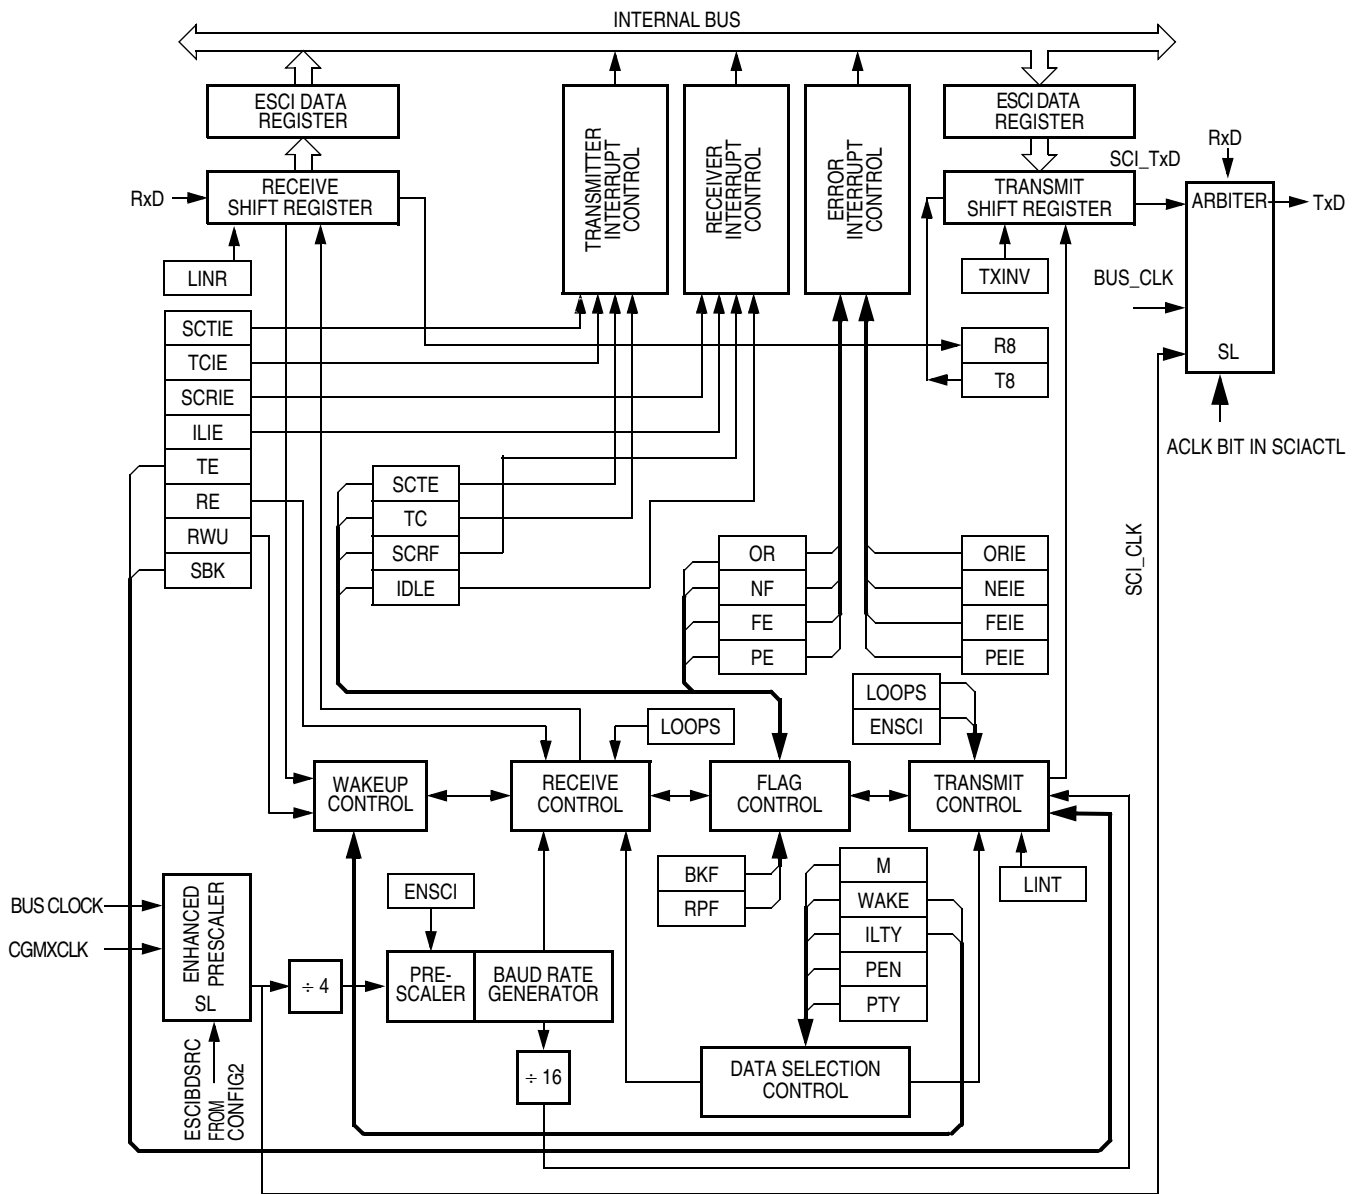 INTERNAL BUS
ESCI DATA
REGISTER
ESCI DATA
REGISTER
TRANSMITTER
INTERRUPT
CONTROL
RECEIVER
INTERRUPT
CONTROL
ERROR
INTERRUPT
CONTROL
RxD
RECEIVE
SHIFT REGISTER
TRANSMIT
SHIFT REGISTER
SCI_TxD
RxD
ARBITER
TxD
LINR
TXINV
BUS_CLK
SL
ACLK BIT IN SCIACTL
SCTIE
TCIE
SCRIE
ILIE
TE
RE
RWU
SBK
R8
T8
SCTE
TC
SCRF
IDLE
OR
NF
FE
PE
ORIE
NEIE
FEIE
PEIE
SCI_CLK
LOOPS
ENSCI
LOOPS
WAKEUP
CONTROL
RECEIVE
CONTROL
FLAG
CONTROL
TRANSMIT
CONTROL
BKF
RPF
M
WAKE
ILTY
PEN
PTY
LINT
BUS CLOCK
CGMXCLK
ENHANCED
PRESCALER
SL
÷ 4
ENSCI
PRE-
SCALER
BAUD RATE
GENERATOR
÷ 16
DATA SELECTION
CONTROL
ESCIBDSRC
FROM
CONFIG2